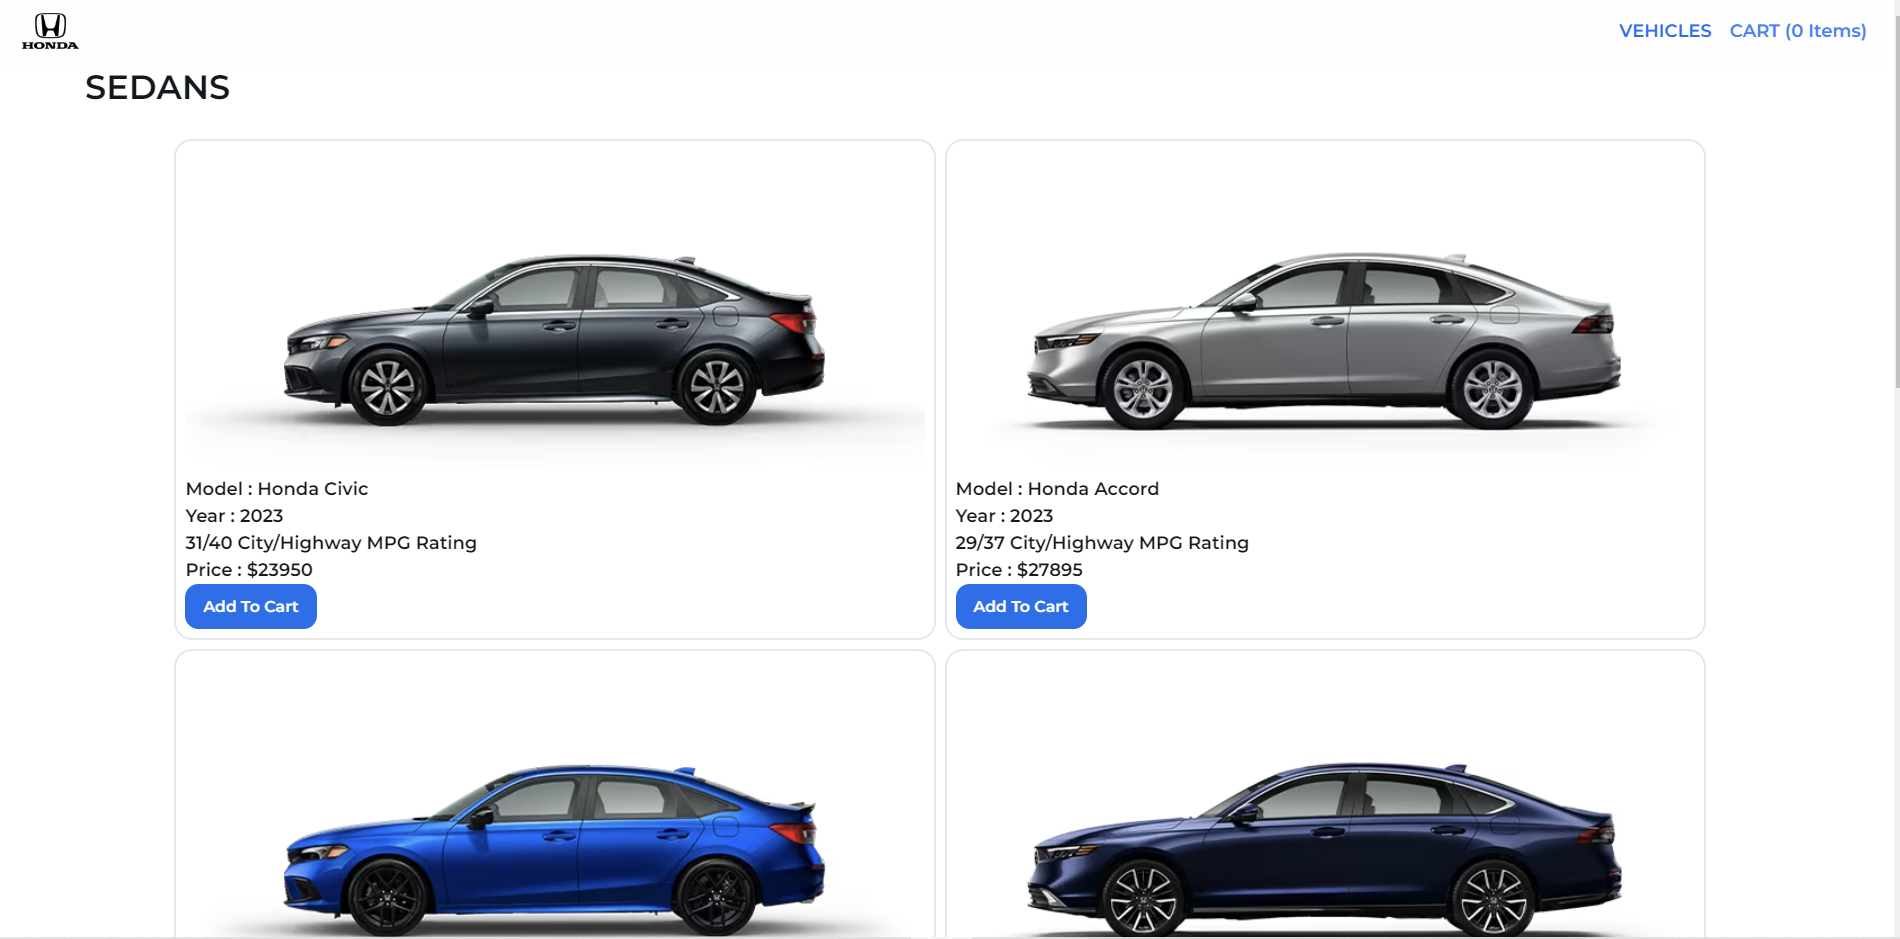 HONDA
VEHICLES CART (0 Items)
SEDANS
Model : Honda Civic
Year : 2023
31/40 City/Highway MPG Rating
Price : $23950
Add To Cart
Model : Honda Accord
Year : 2023
29/37 City/Highway MPG Rating
Price : $27895
Add To Cart